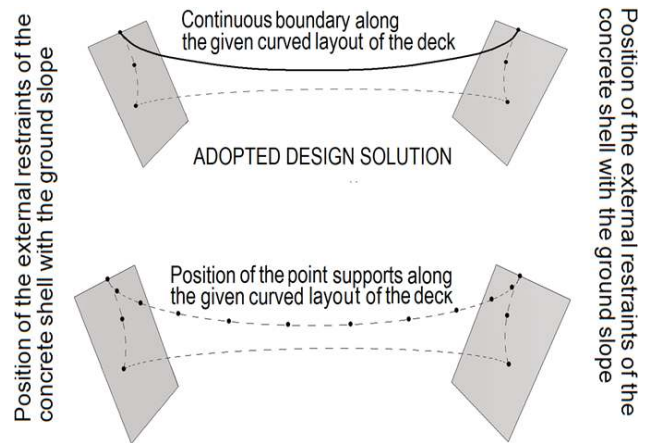 Position of the external restraints of the
concrete shell with the ground slope
Continuous boundary along
the given curved layout of the deck
ADOPTED DESIGN SOLUTION
Position of the point supports along
the given curved layout of the deck
Position of the external restraints of the
concrete shell with the ground slope